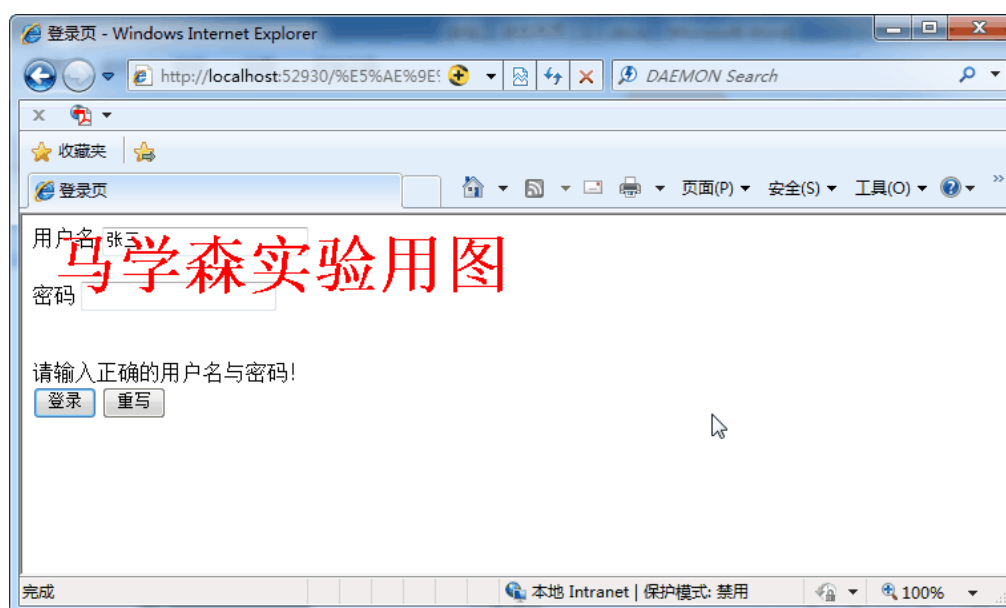 登录页 - Windows Internet Explorer
http://localhost:52930/%E5%AE%9E
DAEMON Search
收藏夹
登录页
页面(P)
安全(S)
工具(O)
用户名 张三
马学森实验用图
密码
请输入正确的用户名与密码!
登录 重写
完成
本地 Intranet | 保护模式: 禁用
100%